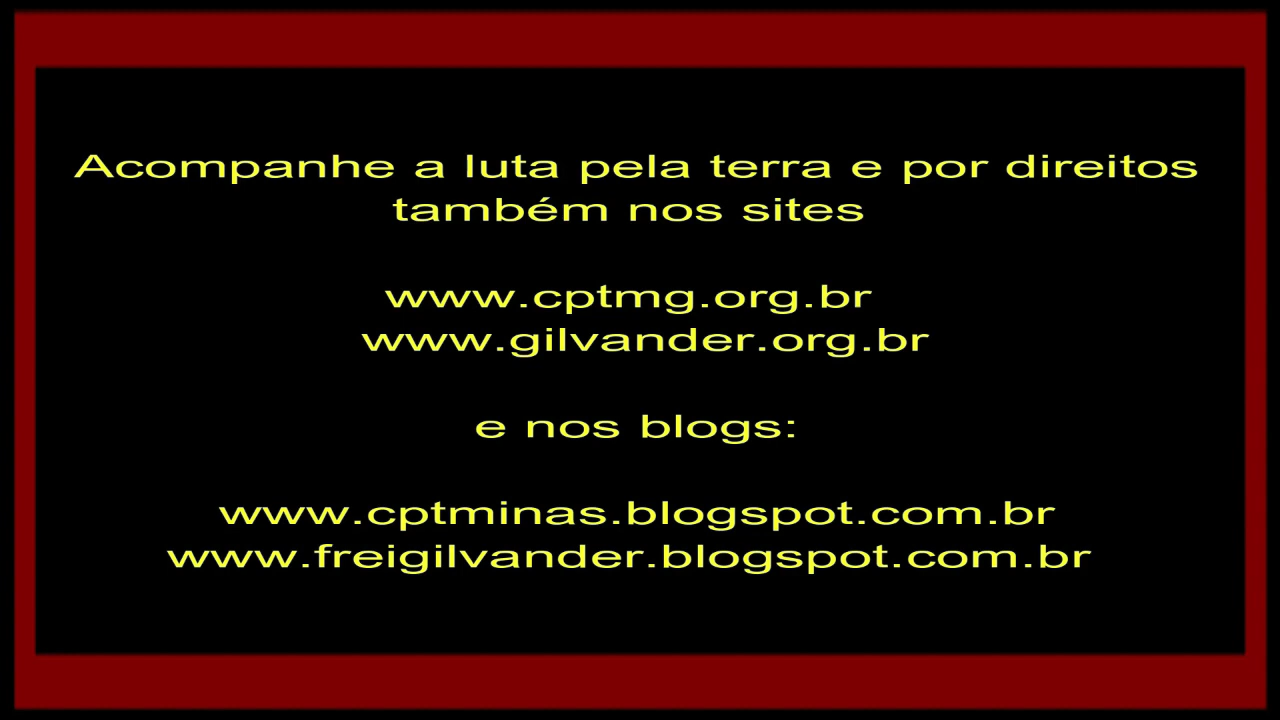 Acompanhe a luta pela terra e por direitos
também nos sites
www.cptmg.org.br
www.gilvander.org.br
e nos blogs:
www.cptminas.blogspot.com.br
www.freigilvander.blogspot.com.br